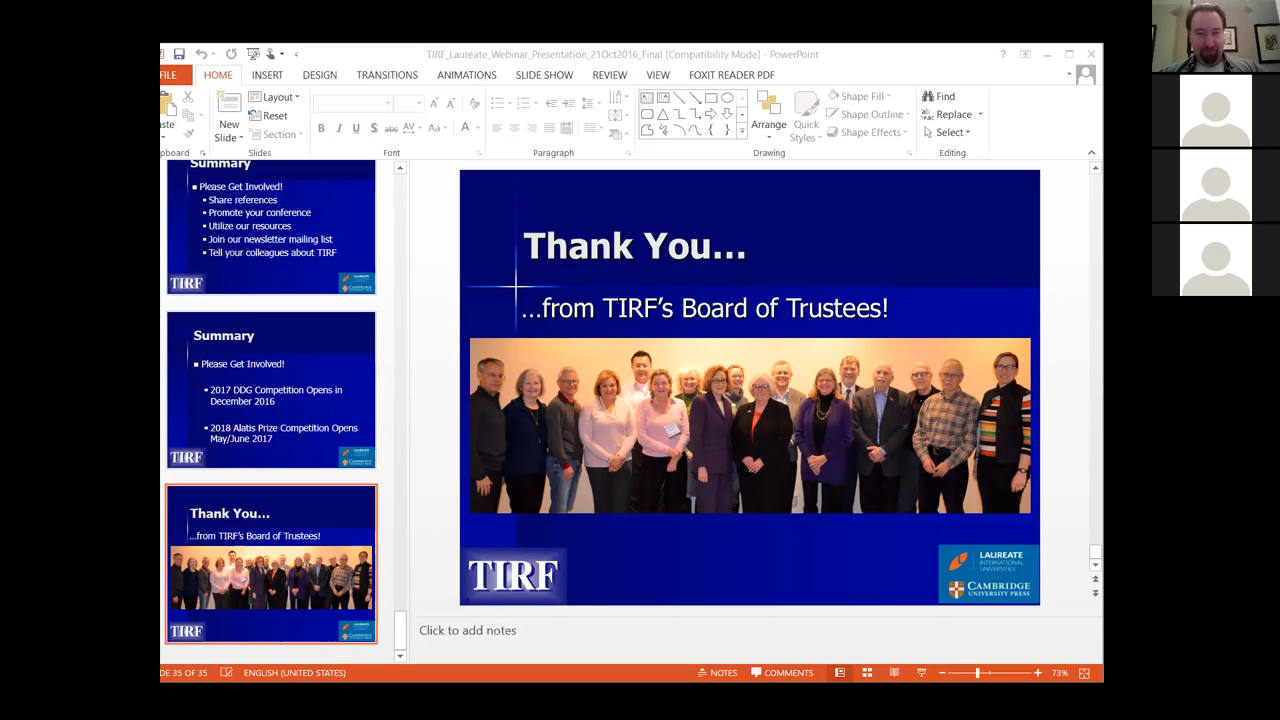 TIRF_Laureate_Webinar_Presentation_21Oct2016_Final [Compatibility Mode] - PowerPoint
?
FILE HOME INSERT DESIGN TRANSITIONS ANIMATIONS SLIDE SHOW REVIEW VIEW FOXIT READER PDF
Layout
Reset
Section
New
Slide
B I U S abc AV Aa A
Arrange
Quick
Styles
Shape Fill
Shape Outline
Shape Effects
Find
Replace
Select
Slides Font Paragraph Drawing Editing
Summary
Please Get Involved!
Share references
Promote your conference
Utilize our resources
Join our newsletter mailing list
Tell your colleagues about TIRF
TIRF
Summary
Please Get Involved!
2017 DDG Competition Opens in
December 2016
2018 Alatis Prize Competition Opens
May/June 2017
TIRF
Thank You...
...from TIRF's Board of Trustees!
TIRF
Thank You...
...from TIRF's Board of Trustees!
TIRF
LAUREATE
INTERNATIONAL
UNIVERSITIES
CAMBRIDGE
UNIVERSITY PRESS
Click to add notes
DE 35 OF 35 ENGLISH (UNITED STATES) NOTES COMMENTS 73%